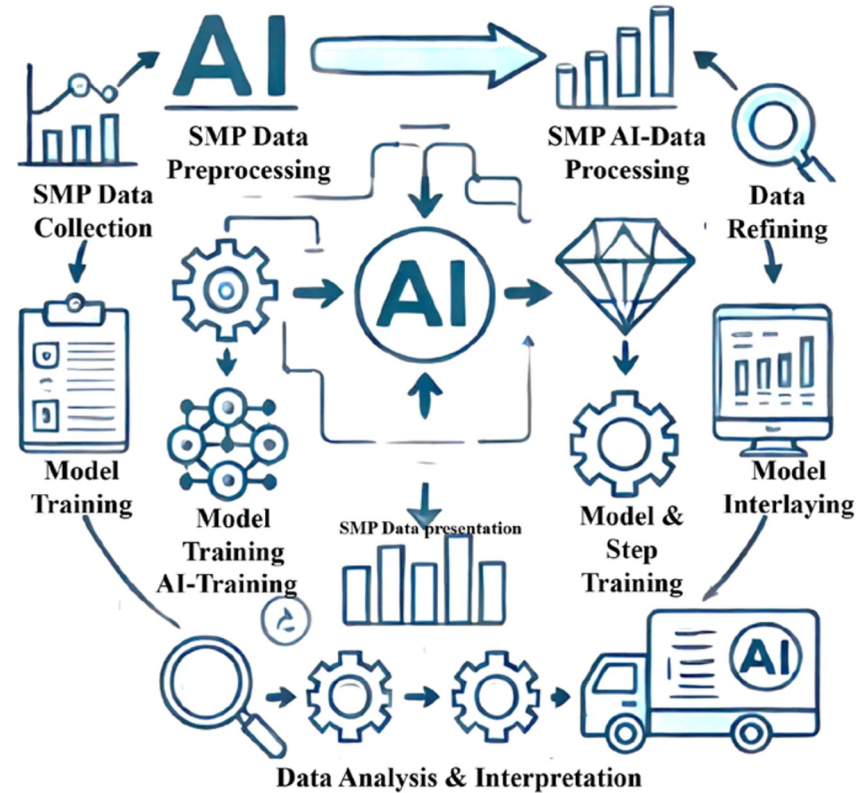 AI
SMP Data
Preprocessing
SMP AI-Data
Processing
SMP Data
Collection
Data
Refining
AI
Model
Training
Model
Training
AI-Training
SMP Data presentation
Model &
Step
Training
Model
Interlaying
AI
Data Analysis & Interpretation